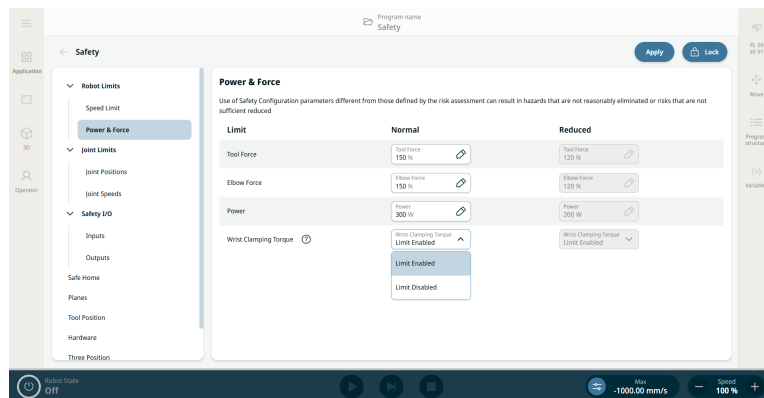 Program name
Safety
Safety
Apply
Lock
Application
3D
Operator
Robot Limits
Speed Limit
Power & Force
Joint Limits
Joint Positions
Joint Speeds
Safety I/O
Inputs
Outputs
Safe Home
Planes
Tool Position
Hardware
Three Position
Power & Force
Use of Safety Configuration parameters different from those defined by the risk assessment can result in hazards that are not reasonably eliminated or risks that are not
sufficient reduced
Limit Normal Reduced
Tool Force
Tool Force
150 N
Tool Force
120 N
Elbow Force
Elbow Force
150 N
Elbow Force
120 N
Power
Power
300 W
Power
200 W
Wrist Clamping Torque ?
Wrist Clamping Torque
Limit Enabled
Wrist Clamping Torque
Limit Enabled
Limit Enabled
Limit Disabled
Move
Robot State
Off
Max
-1000.00 mm/s
Speed
100 %